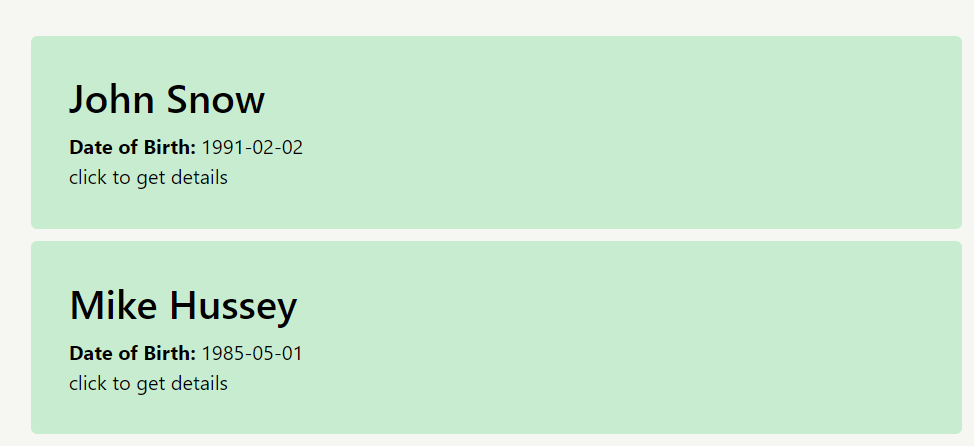 John Snow
Date of Birth: 1991-02-02
click to get details
Mike Hussey
Date of Birth: 1985-05-01
click to get details